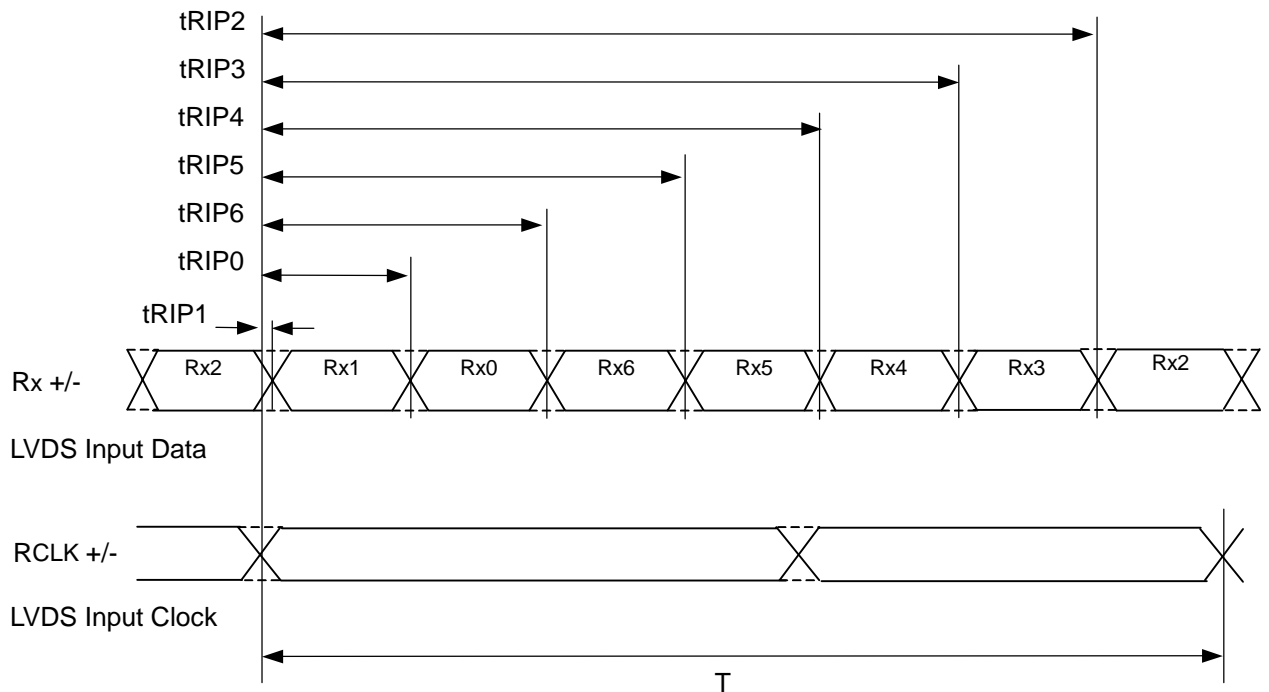 tRIP2
tRIP3
tRIP4
tRIP5
tRIP6
tRIP0
tRIP1
Rx +/- Rx2 Rx1 Rx0 Rx6 Rx5 Rx4 Rx3 Rx2
LVDS Input Data
RCLK +/-
LVDS Input Clock
T